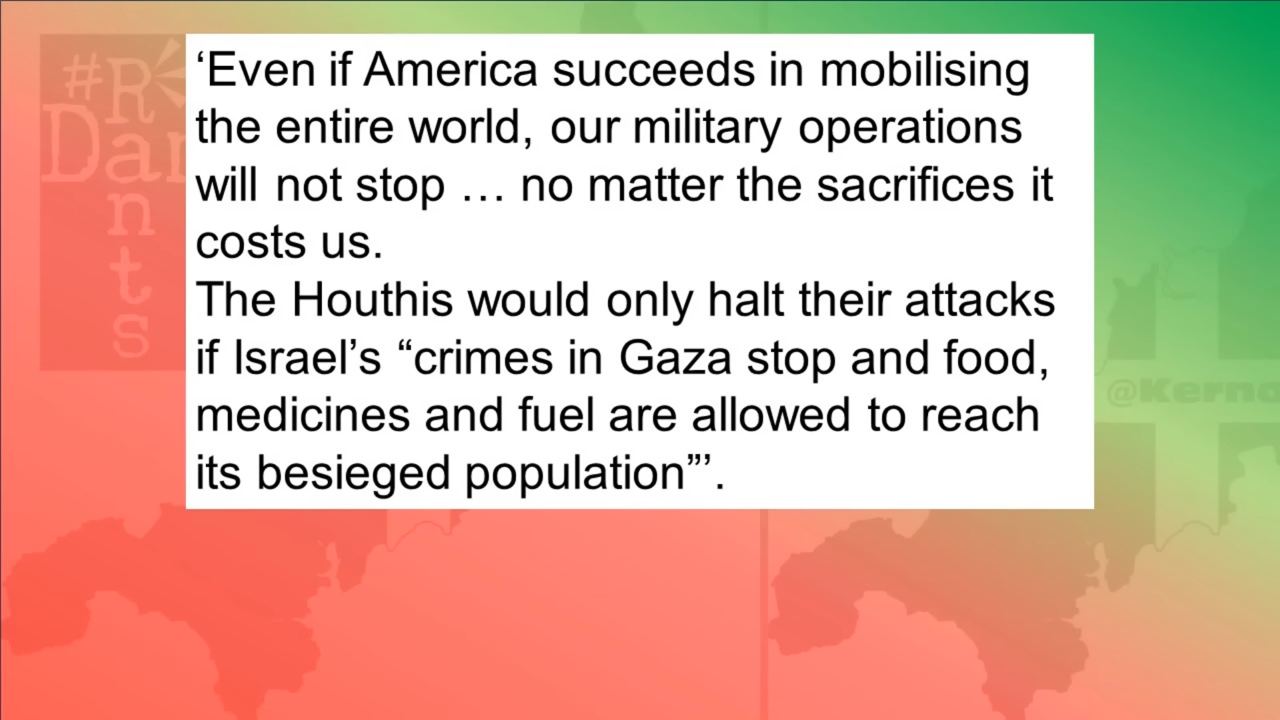 ‘Even if America succeeds in mobilising
the entire world, our military operations
will not stop … no matter the sacrifices it
costs us.
The Houthis would only halt their attacks
if Israel’s “crimes in Gaza stop and food,
medicines and fuel are allowed to reach
its besieged population”’.
#R
Dar
n
t
s
@Kerno